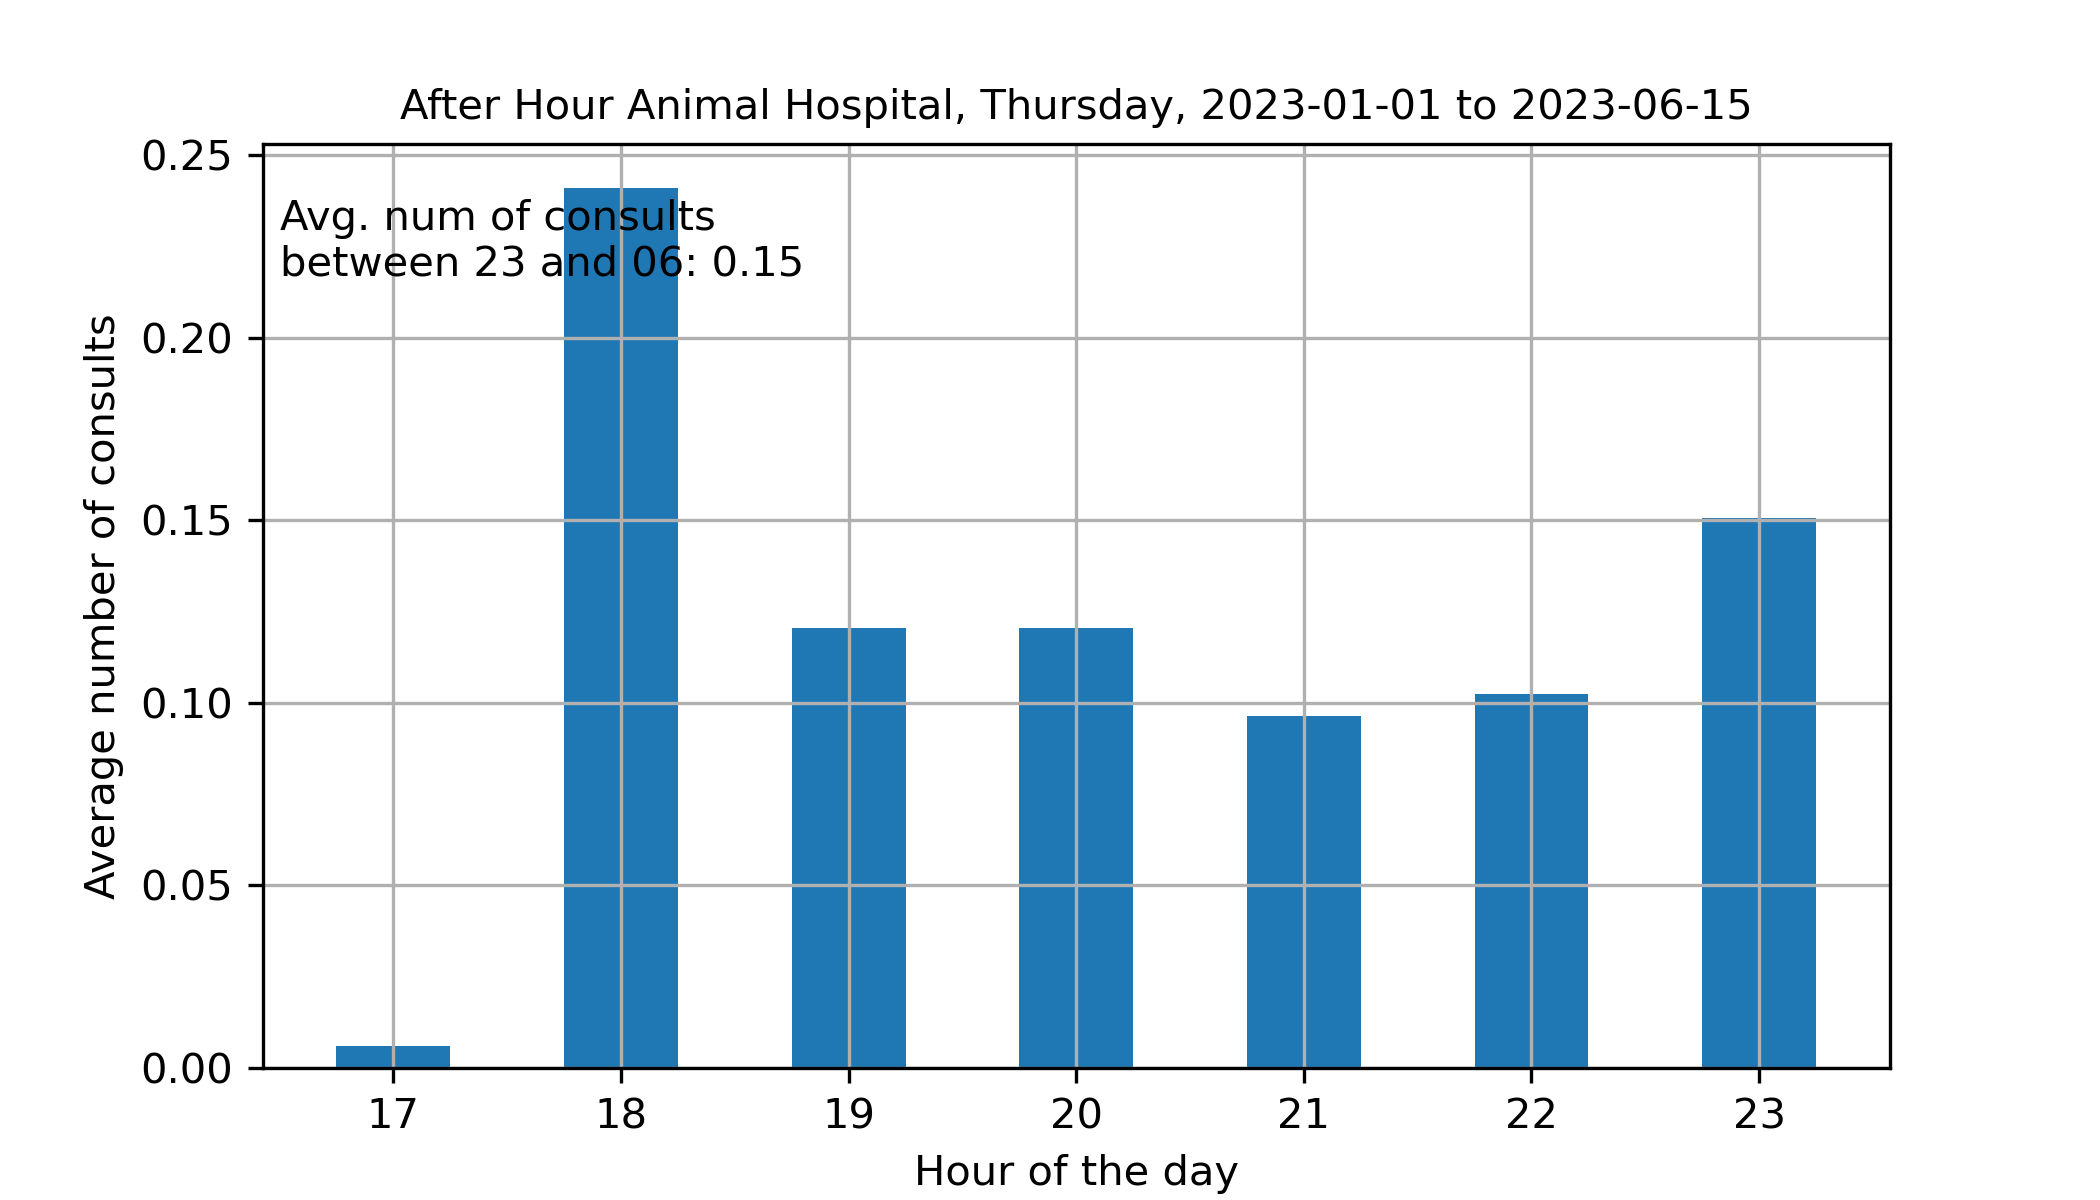 After Hour Animal Hospital, Thursday, 2023-01-01 to 2023-06-15
Avg. num of consults
between 23 and 06: 0.15
Average number of consults
0.25
0.20
0.15
0.10
0.05
0.00
17 18 19 20 21 22 23
Hour of the day